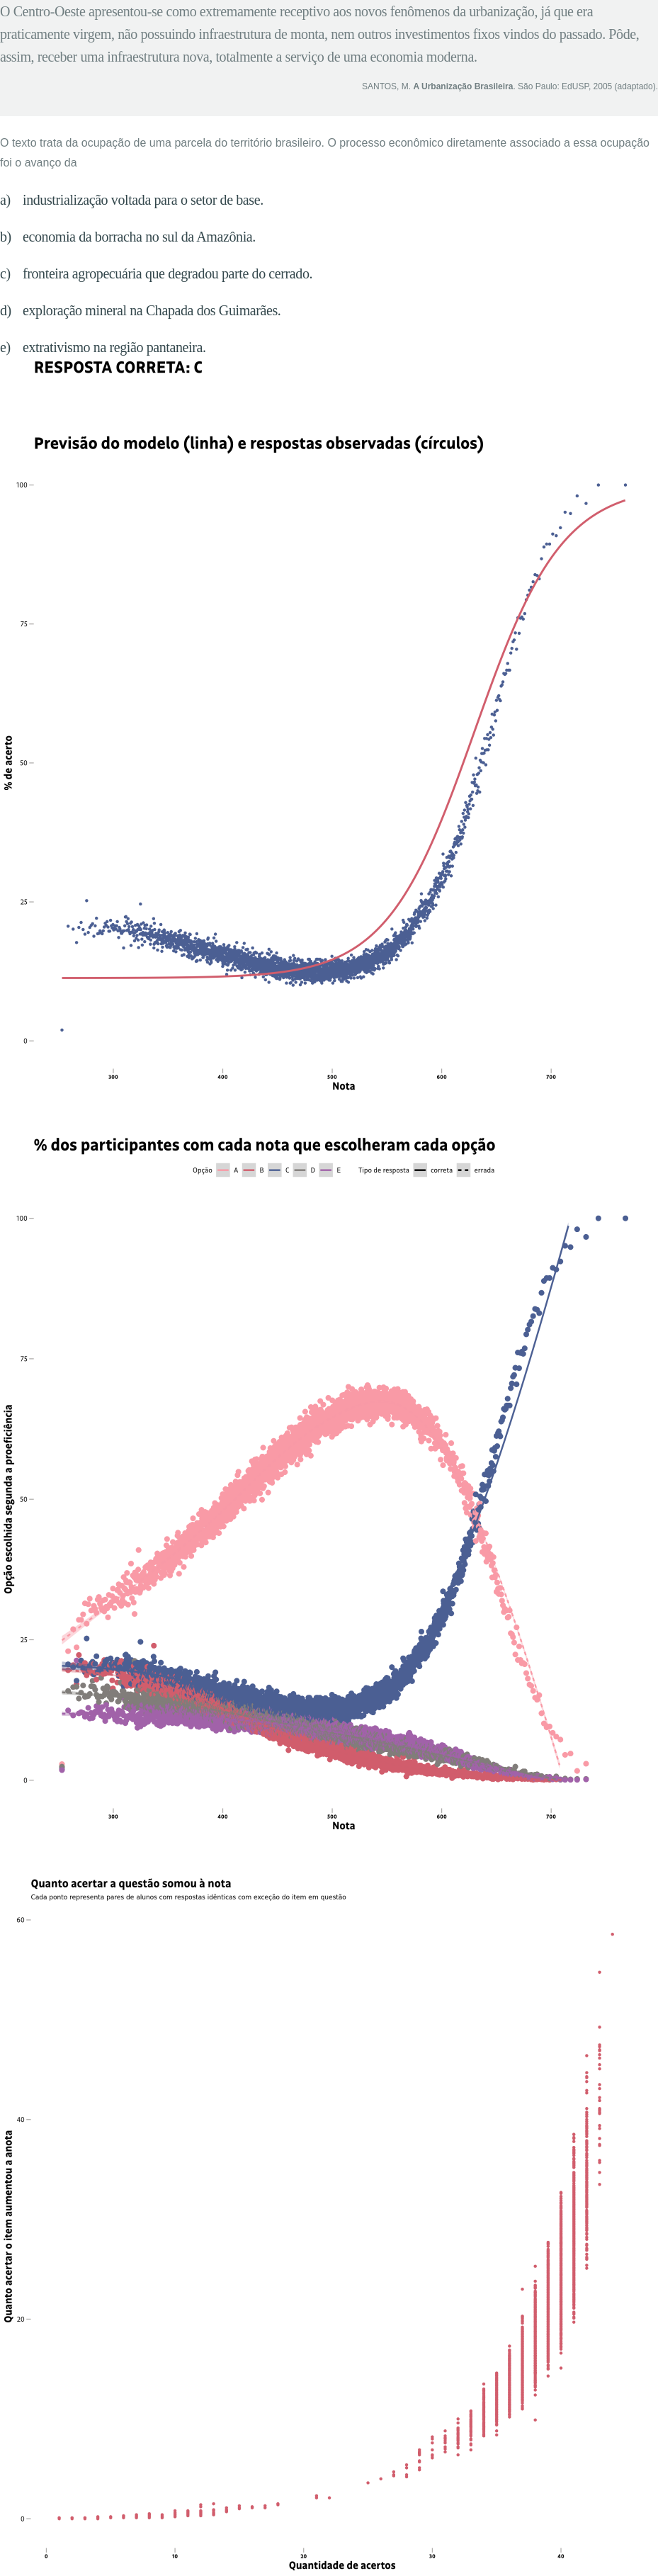 O Centro-Oeste apresentou-se como extremamente receptivo aos novos fenômenos da urbanização, já que era
praticamente virgem, não possuindo infraestrutura de monta, nem outros investimentos fixos vindos do passado. Pôde,
assim, receber uma infraestrutura nova, totalmente a serviço de uma economia moderna.
SANTOS, M. A Urbanização Brasileira. São Paulo: EdUSP, 2005 (adaptado).
O texto trata da ocupação de uma parcela do território brasileiro. O processo econômico diretamente associado a essa ocupação
foi o avanço da
a) industrialização voltada para o setor de base.
b) economia da borracha no sul da Amazônia.
c) fronteira agropecuária que degradou parte do cerrado.
d) exploração mineral na Chapada dos Guimarães.
e) extrativismo na região pantaneira.
RESPOSTA CORRETA: C
Previsão do modelo (linha) e respostas observadas (círculos)
100
75
50
25
0
% de acerto
300 400 500 600 700
Nota
% dos participantes com cada nota que escolheram cada opção
Opção A B C D E Tipo de resposta correta errada
100
75
50
25
0
Opção escolhida segunda a proeficiência
300 400 500 600 700
Nota
Quanto acertar a questão somou à nota
Cada ponto representa pares de alunos com respostas idênticas com exceção do item em questão
60
40
20
0
Quanto acertar o item aumentou a anota
0 10 20 30 40
Quantidade de acertos